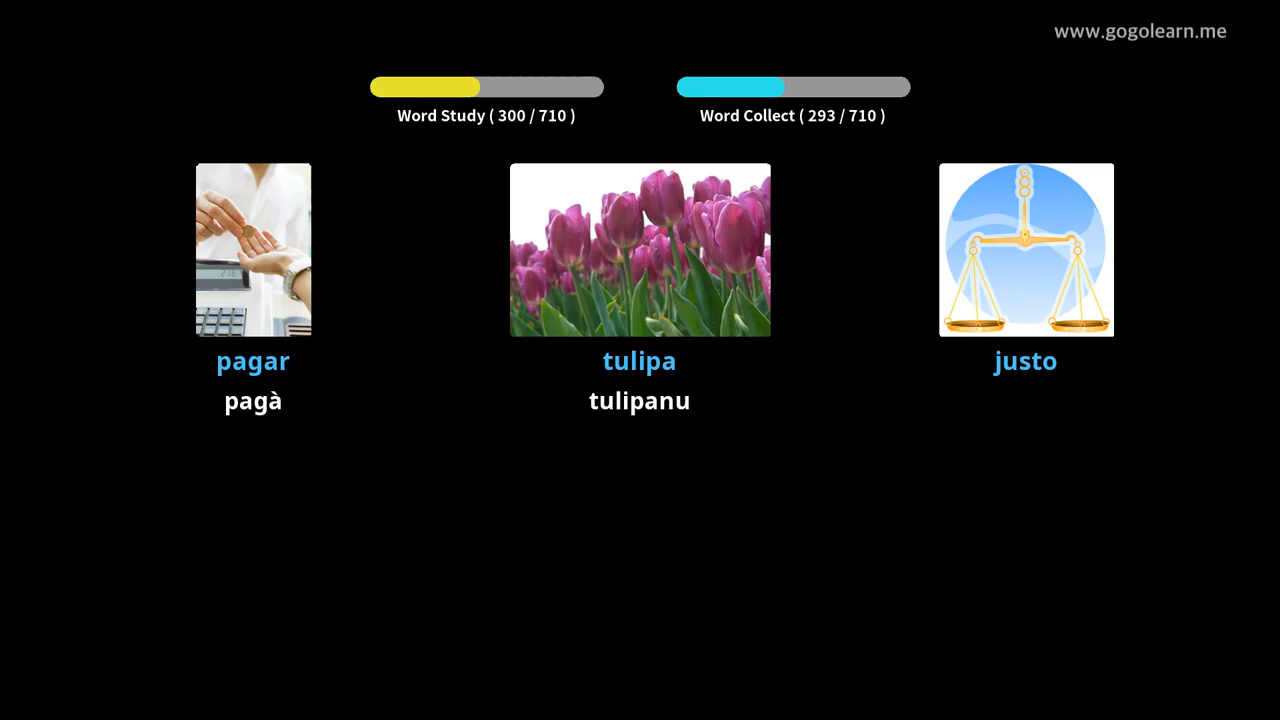 www.gogolearn.me
Word Study ( 300 / 710 )
Word Collect ( 293 / 710 )
pagar
tulipa
justo
pagà
tulipanu